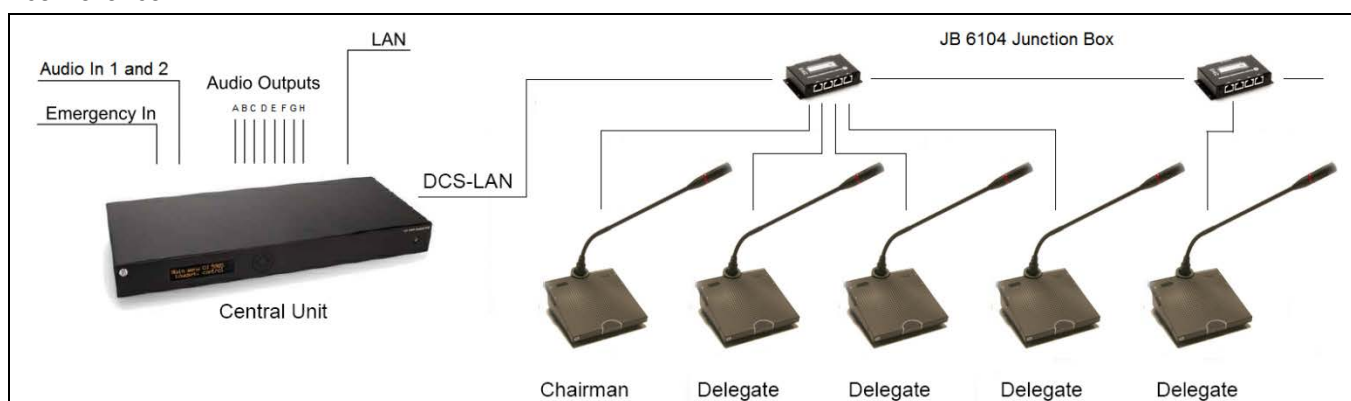 LAN
JB 6104 Junction Box
Audio In 1 and 2
Audio Outputs
A B C D E F G H
Emergency In
DCS-LAN
Central Unit
Chairman
Delegate
Delegate
Delegate
Delegate